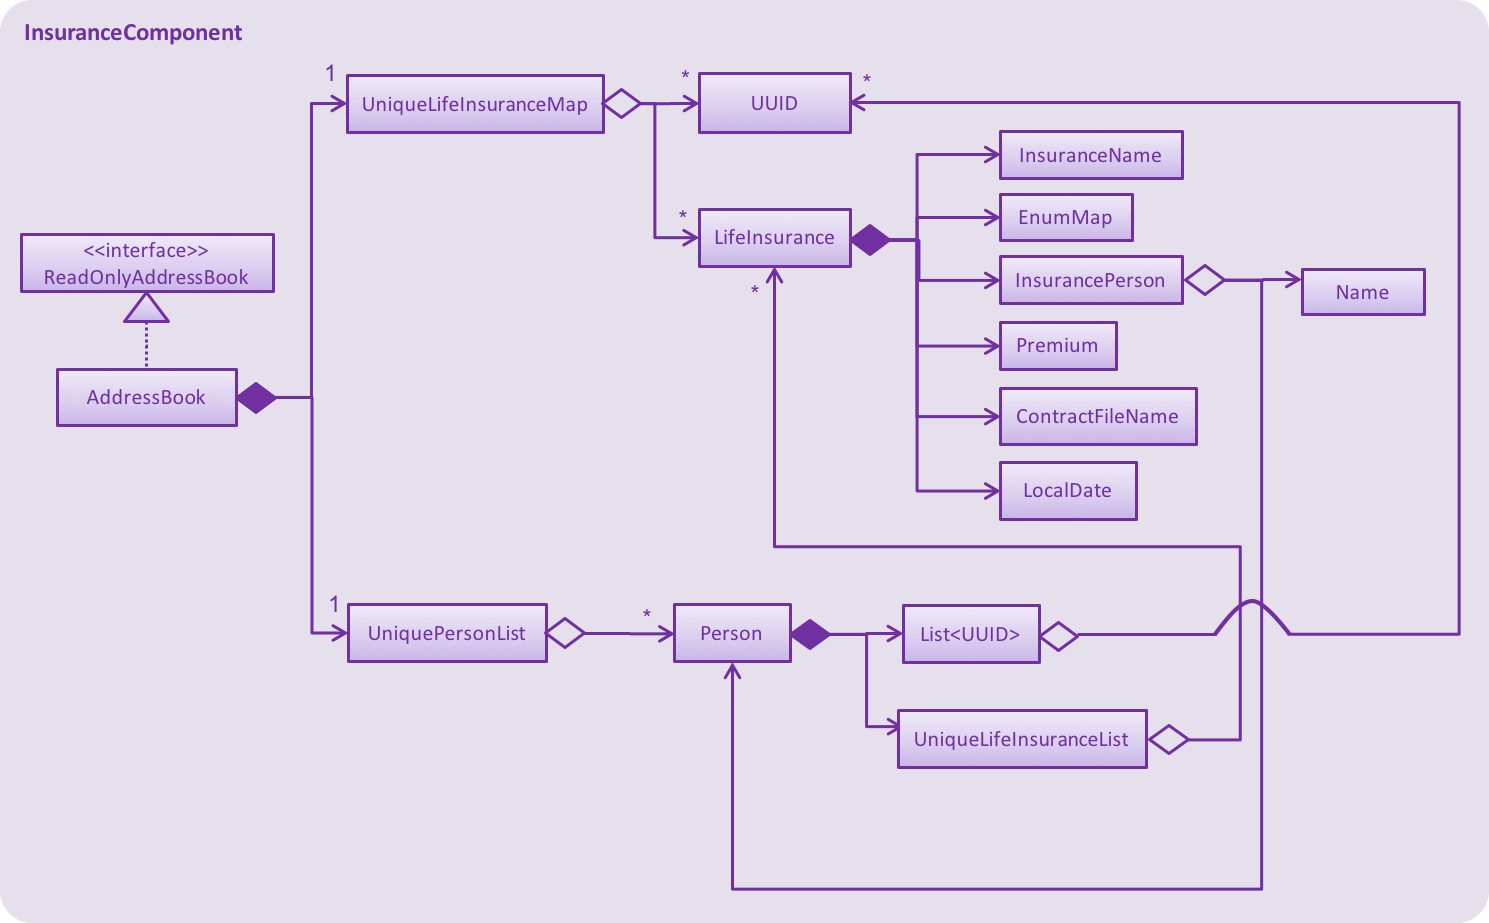 InsuranceComponent
1
UniqueLifeInsuranceMap
*
UUID
*
InsuranceName
EnumMap
*
LifeInsurance
<<interface>>
ReadOnlyAddressBook
InsurancePerson
Name
*
Premium
AddressBook
ContractFileName
LocalDate
1
UniquePersonList
*
Person
List<UUID>
UniqueLifeInsuranceList